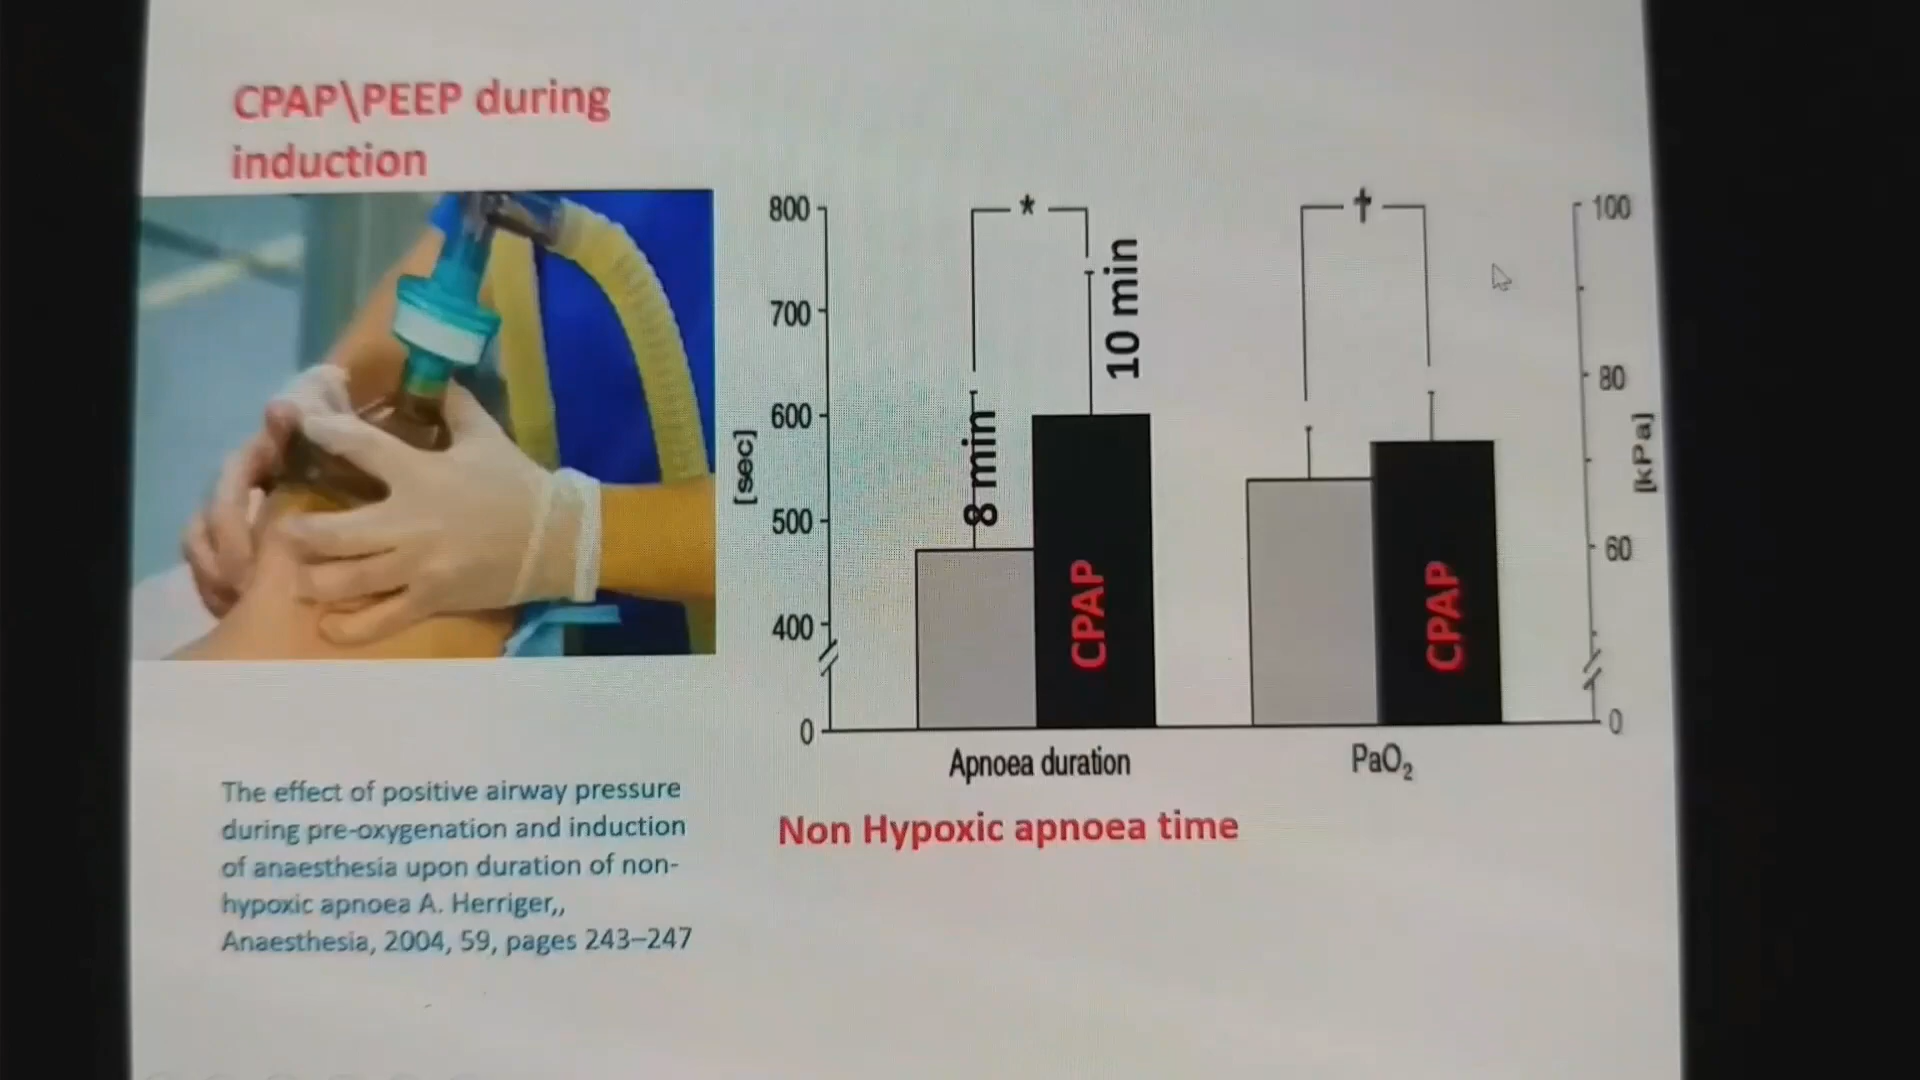 CPAP\PEEP during
induction
800
700
600
500
400
0
[sec]
*
8 min
10 min
CPAP
†
CPAP
100
80
60
0
[kPa]
Apnoea duration
PaO₂
Non Hypoxic apnoea time
The effect of positive airway pressure
during pre-oxygenation and induction
of anaesthesia upon duration of non-
hypoxic apnoea A. Herriger,,
Anaesthesia, 2004, 59, pages 243–247